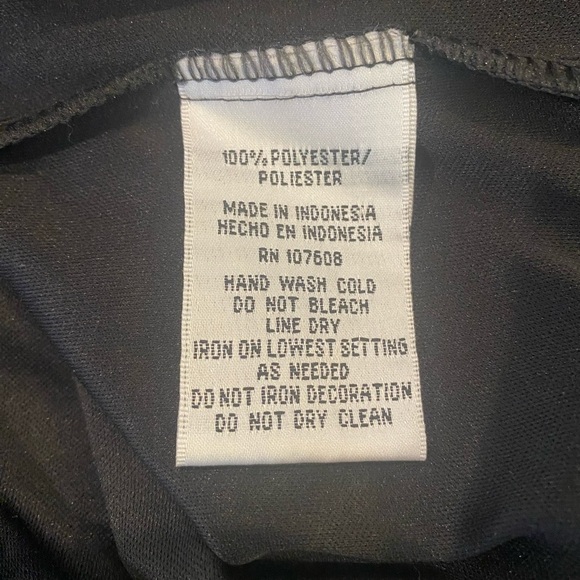 100% POLYESTER/
POLIESTER
MADE IN INDONESIA
HECHO EN INDONESIA
RN 107608
HAND WASH COLD
DO NOT BLEACH
LINE DRY
IRON ON LOWEST SETTING
AS NEEDED
DO NOT IRON DECORATION
DO NOT DRY CLEAN